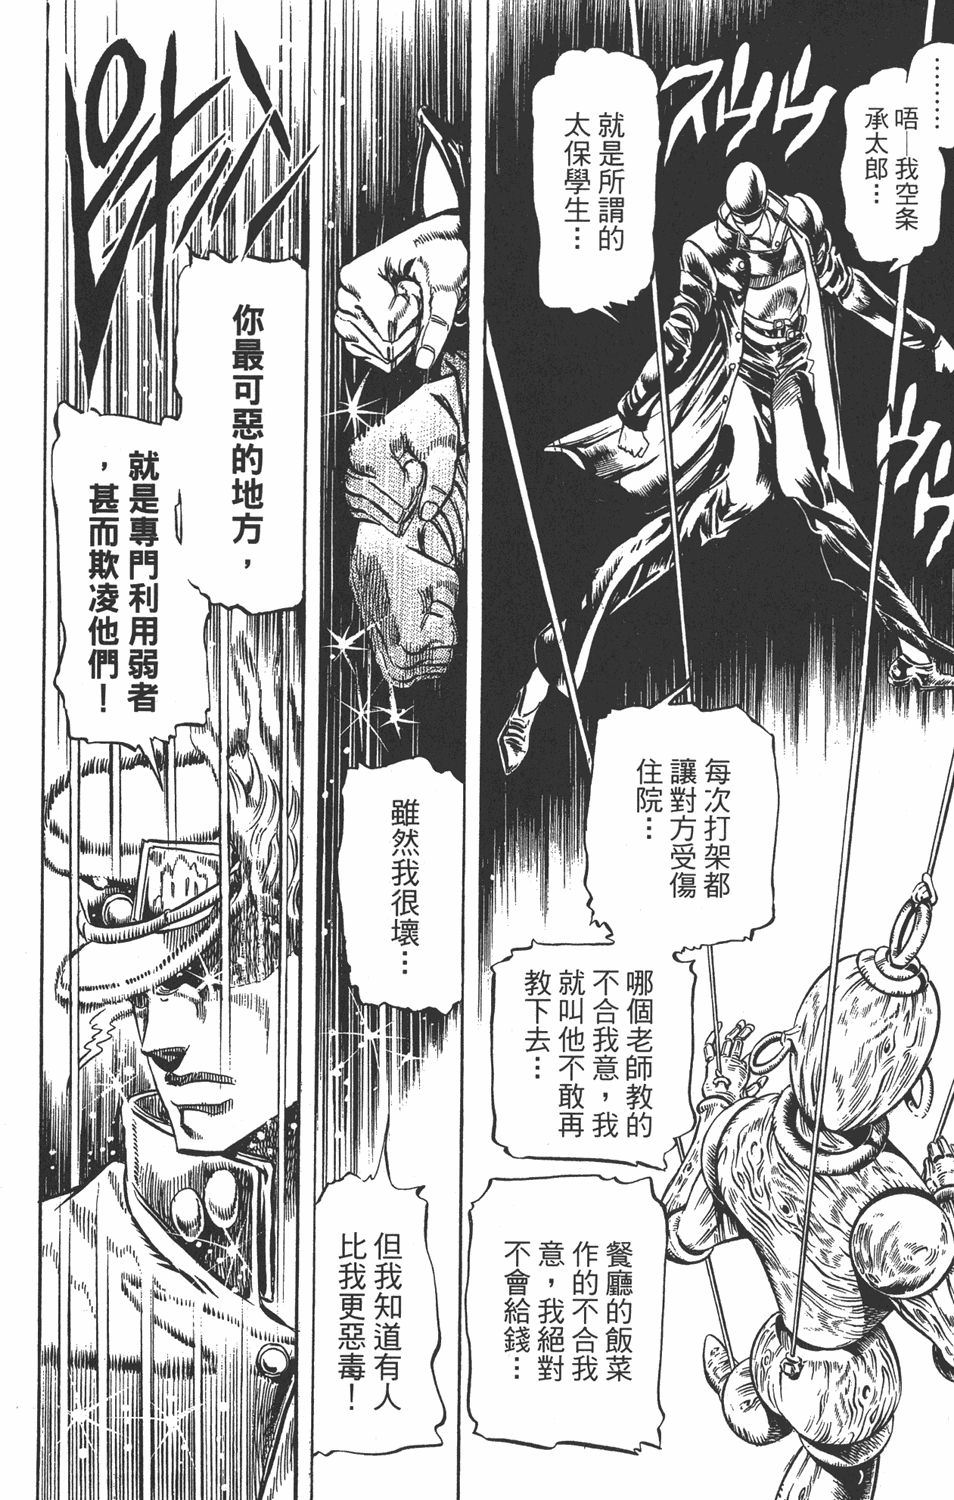 …………
唔—我空条
承太郎…
就是所謂的
太保學生…
ズヅヅ
ヅヅ
每次打架都
讓對方受傷
住院…
哪個老師教的
不合我意，我
就叫他不敢再
教下去…
餐廳的飯菜
作的不合我
意，我絕對
不會給錢…
雖然我很壞…
但我知道有人
比我更惡毒！
你最可惡的地方，
就是專門利用弱者
，甚而欺凌他們！